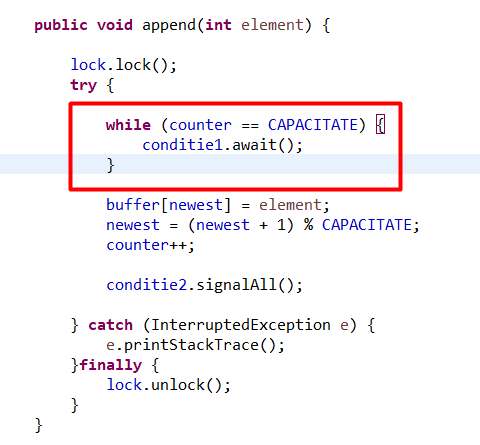 public void append(int element) {
lock.lock();
try {
while (counter == CAPACITATE) {
conditie1.await();
}
buffer[newest] = element;
newest = (newest + 1) % CAPACITATE;
counter++;
conditie2.signalAll();
} catch (InterruptedException e) {
e.printStackTrace();
}finally {
lock.unlock();
}
}